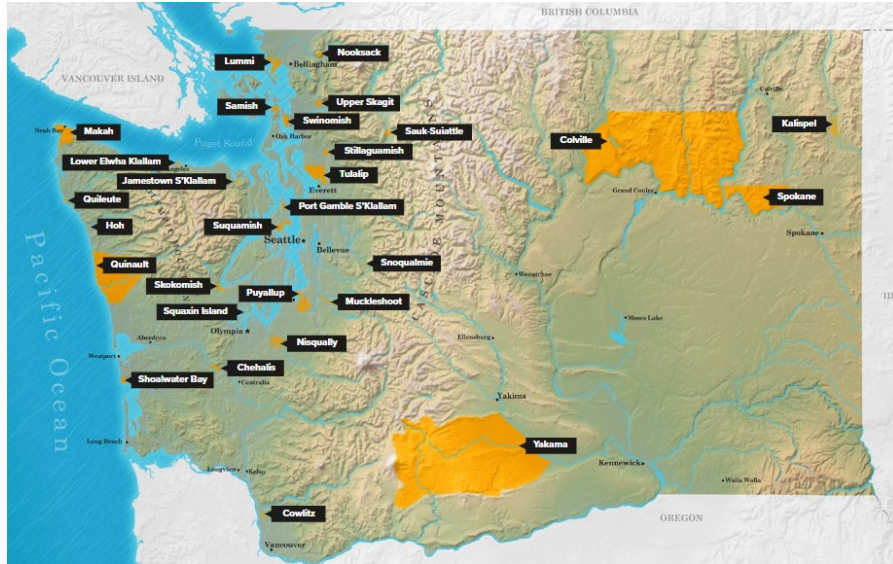 BRITISH COLUMBIA
VANCOUVER ISLAND
Nooksack
Lummi
Bellingham
Colville
Samish
Upper Skagit
Swinomish
Kalispel
Neah Bay
Makah
Oak Harbor
Sauk-Suiattle
Colville
Puget Sound
Stillaguamish
Lower Elwha Klallam
Angeles
Tulalip
Jamestown S'Klallam
Everett
Grand Coulee
Spokane
Quileute
Port Gamble S'Klallam
Hoh
Suquamish
Spokane
Seattle
Bellevue
CASCADE MOUNTAINS
Pacific Ocean
Quinault
Snoqualmie
Wenatchee
Skokomish
Puyallup
Muckleshoot
ID
Squaxin Island
Moses Lake
Olympia
Aberdeen
Ellensburg
Nisqually
Westport
Chehalis
Shoalwater Bay
Centralia
Yakima
Long Beach
Yakama
Longview
Kelso
Kennewick
Walla Walla
Cowlitz
OREGON
Vancouver